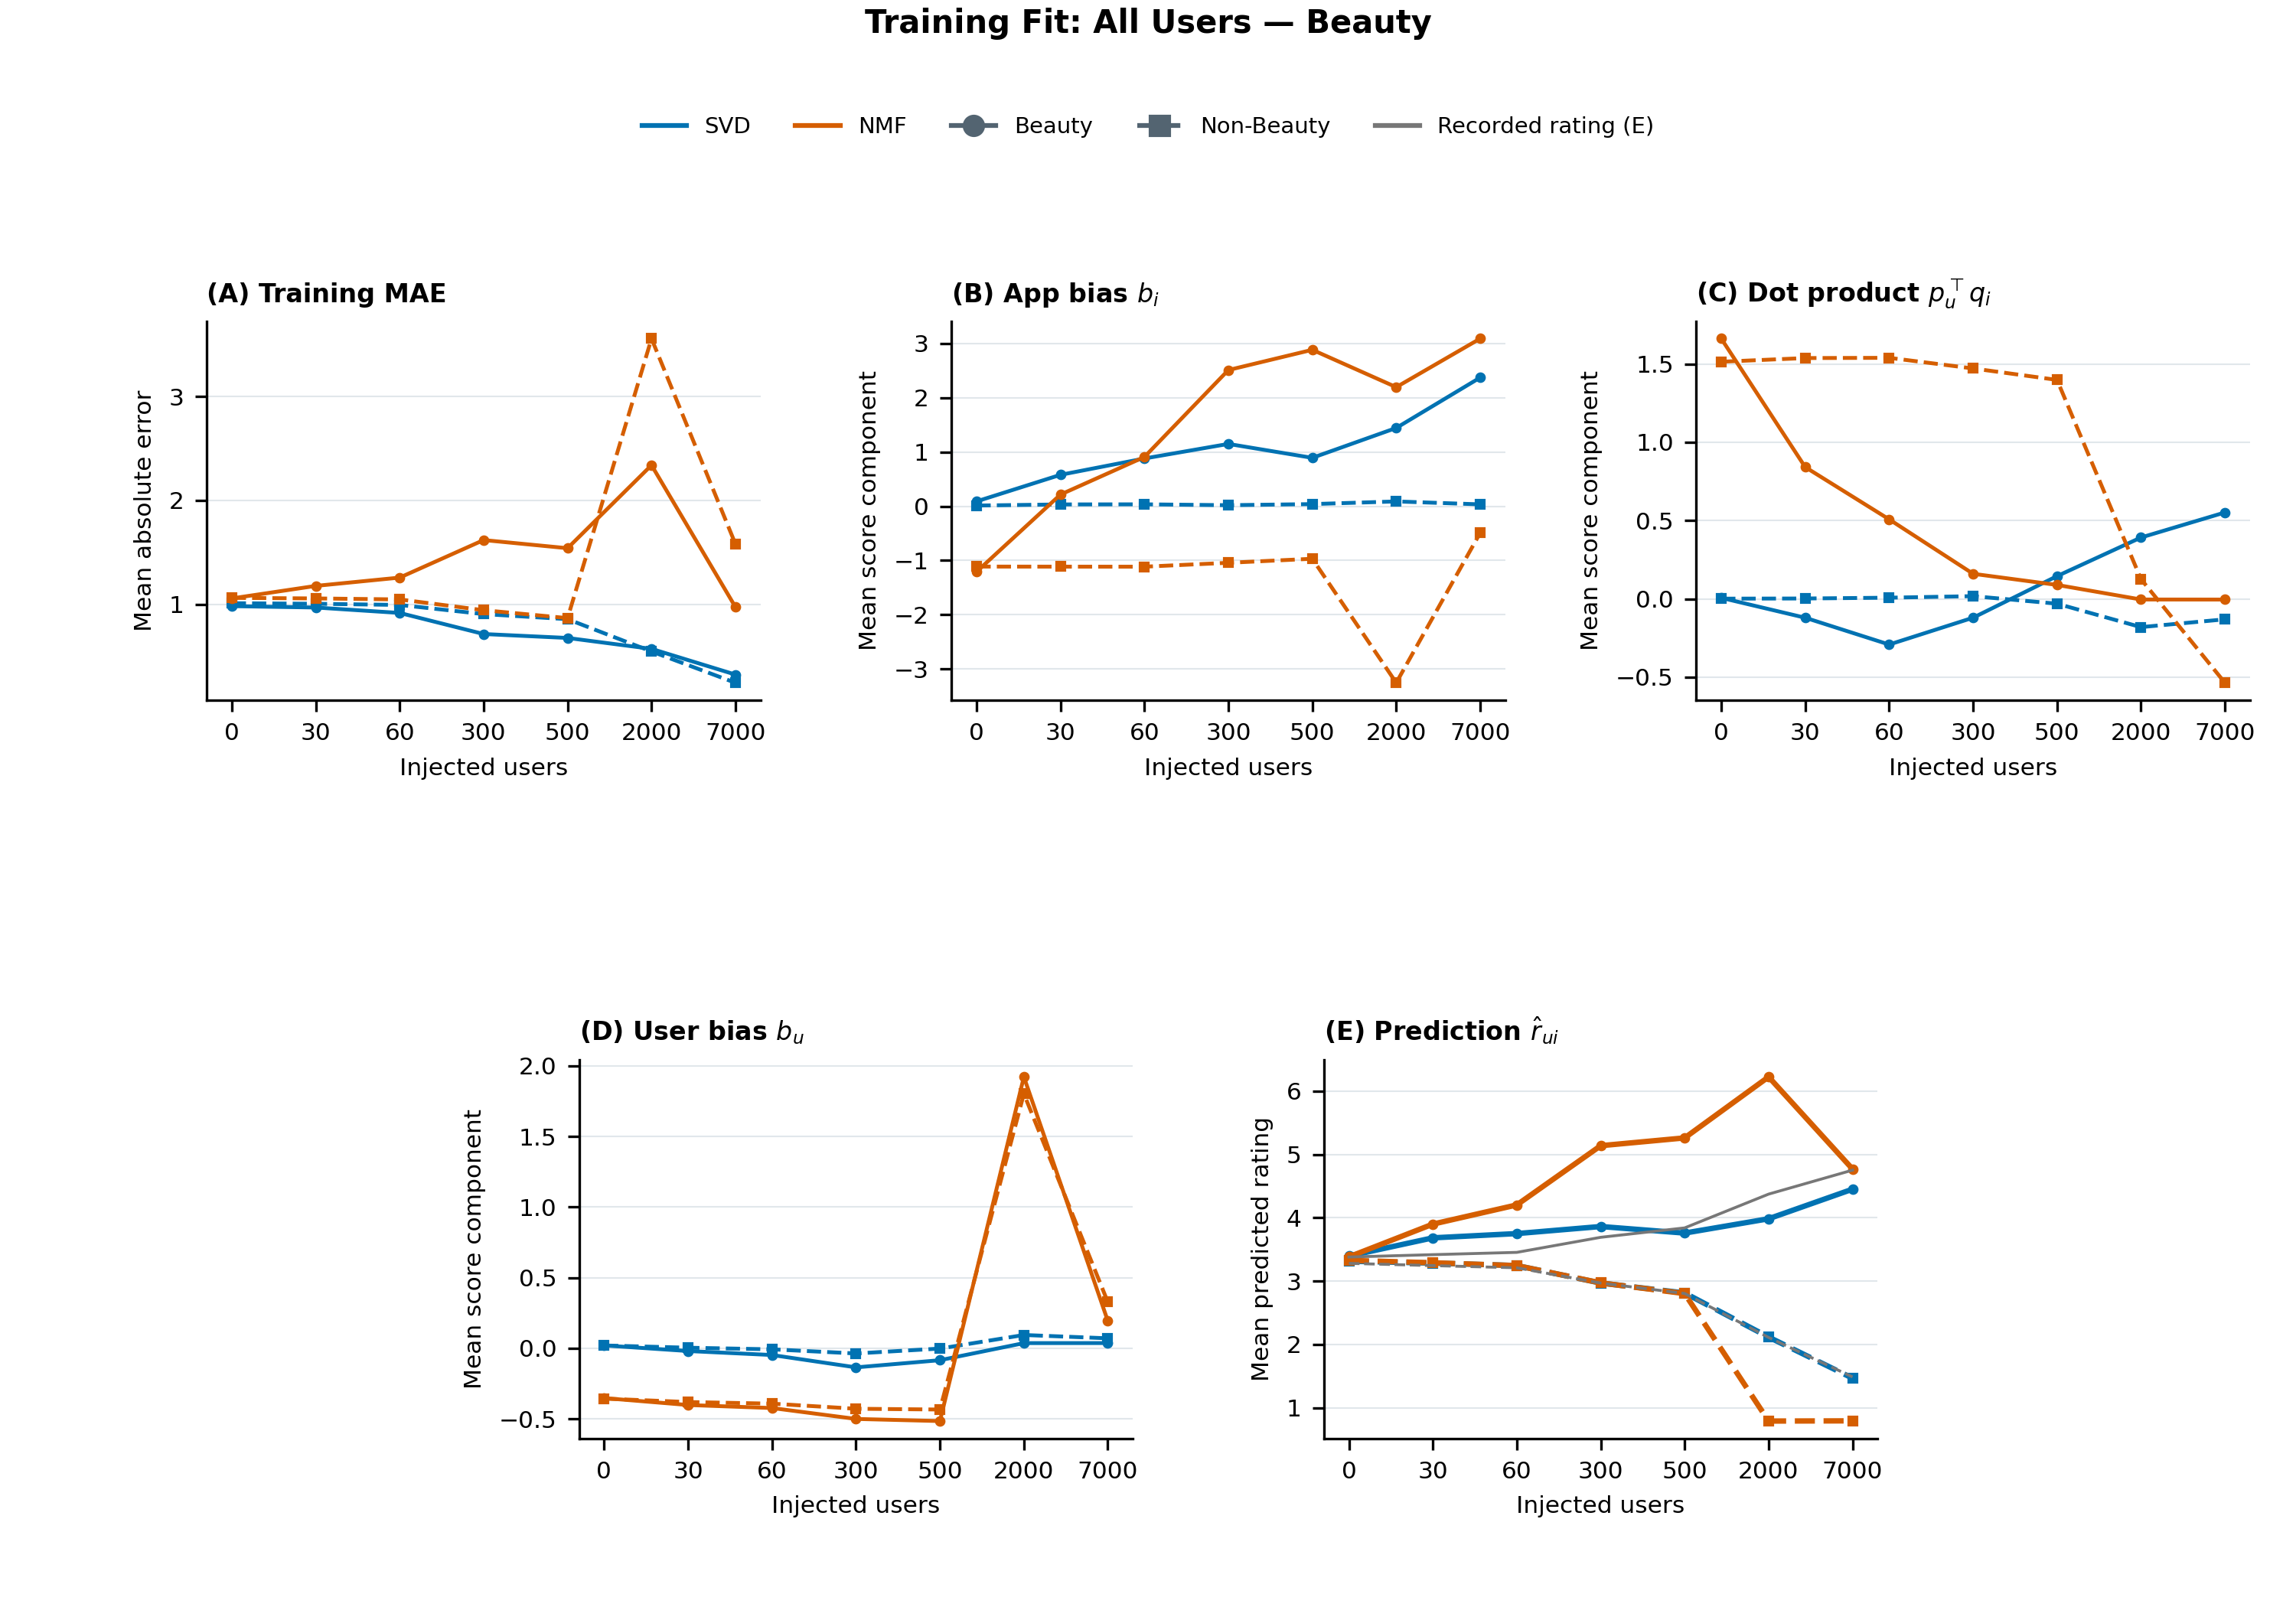 Training Fit: All Users — Beauty
SVD NMF Beauty Non-Beauty Recorded rating (E)
(A) Training MAE
Mean absolute error
3
2
1
0 30 60 300 500 2000 7000
Injected users
(B) App bias b_i
Mean score component
3
2
1
0
−1
−2
−3
0 30 60 300 500 2000 7000
Injected users
(C) Dot product p_u^⊤ q_i
Mean score component
1.5
1.0
0.5
0.0
−0.5
0 30 60 300 500 2000 7000
Injected users
(D) User bias b_u
Mean score component
2.0
1.5
1.0
0.5
0.0
−0.5
0 30 60 300 500 2000 7000
Injected users
(E) Prediction r̂_ui
Mean predicted rating
6
5
4
3
2
1
0 30 60 300 500 2000 7000
Injected users